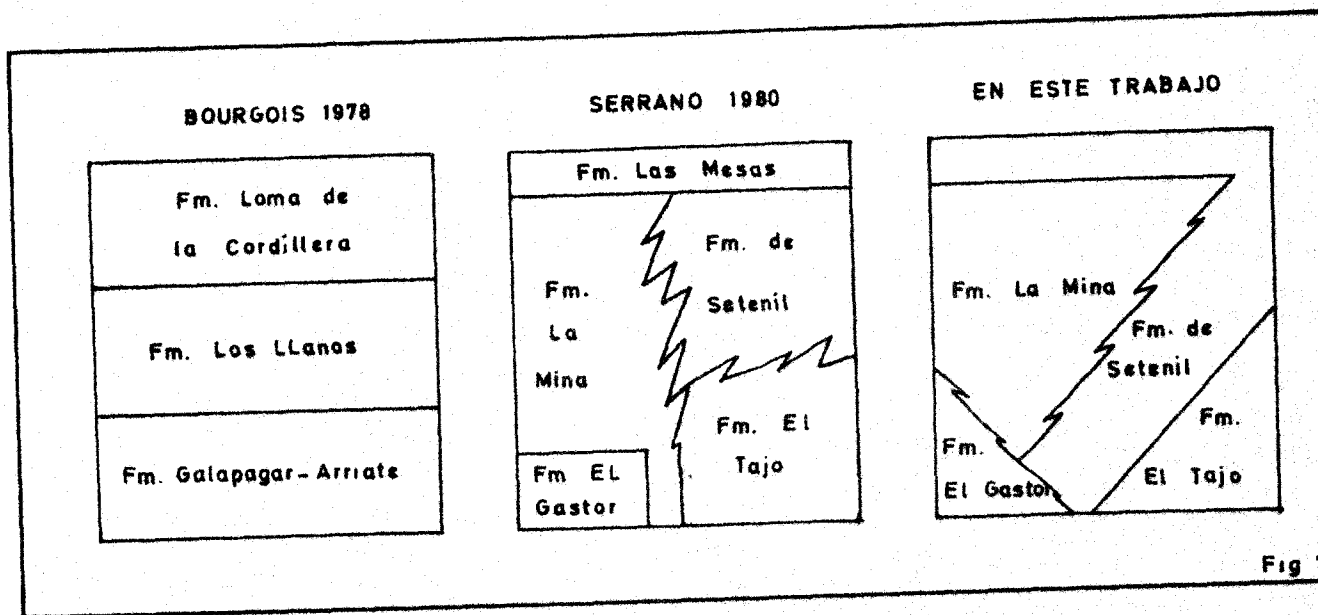 BOURGOIS 1978
Fm. Loma de
la Cordillera
Fm. Los LLanos
Fm. Galapagar-Arriate
SERRANO 1980
Fm. Las Mesas
Fm.
La
Mina
Fm. de
Setenil
Fm EL
Gastor
Fm. El
Tajo
EN ESTE TRABAJO
Fm. La Mina
Fm. de
Setenil
Fm.
El Gastor
Fm.
El Tajo
Fig